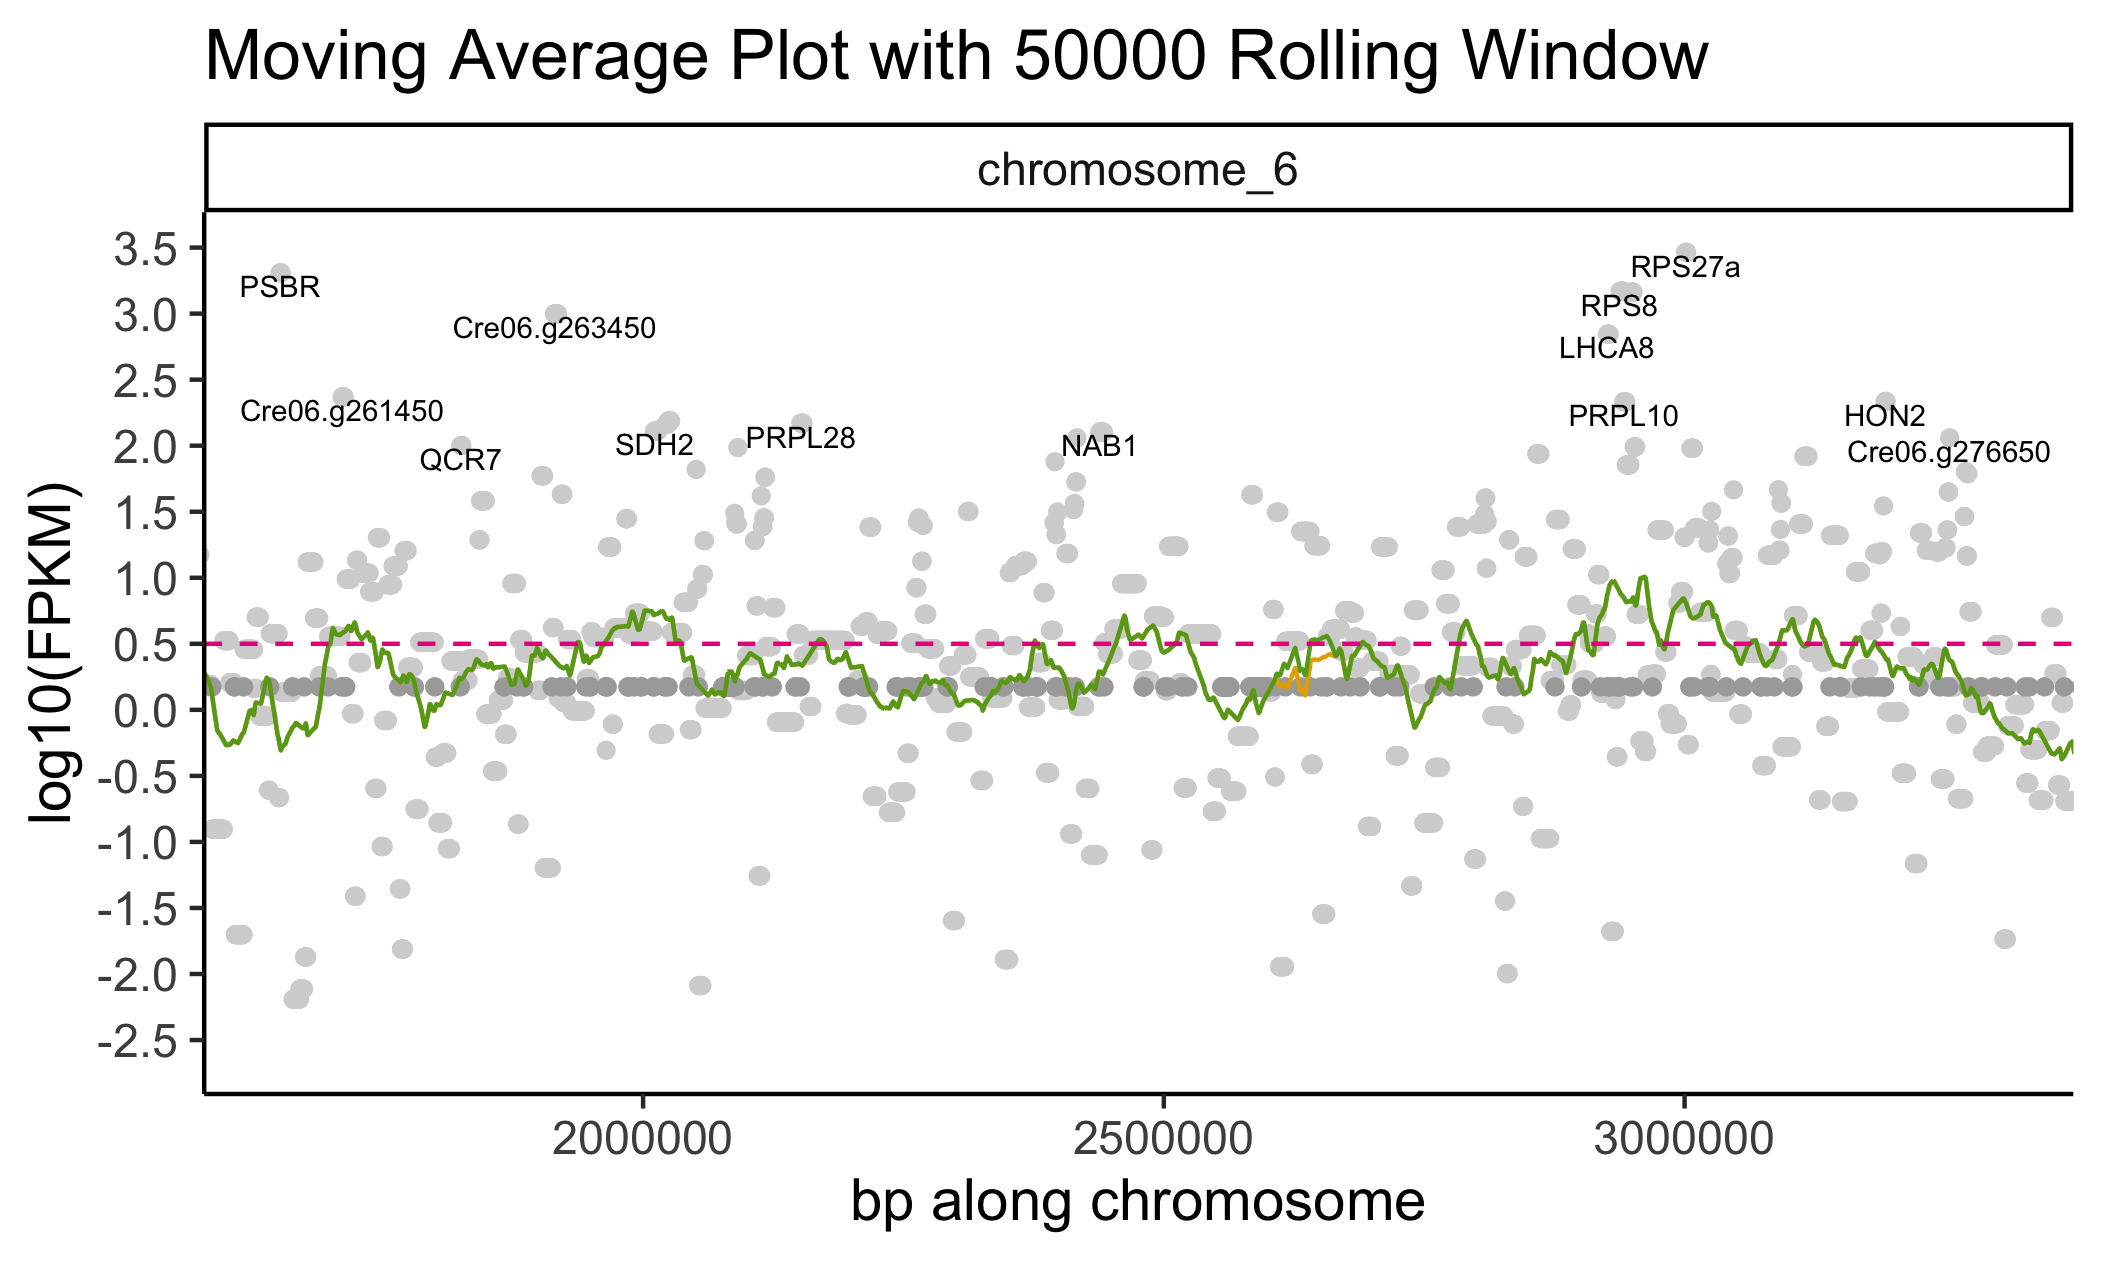 Moving Average Plot with 50000 Rolling Window
chromosome_6
3.5
3.0
2.5
2.0
1.5
1.0
0.5
0.0
-0.5
-1.0
-1.5
-2.0
-2.5
log10(FPKM)
PSBR
RPS27a
RPS8
Cre06.g263450
LHCA8
Cre06.g261450
PRPL10
HON2
QCR7
SDH2
PRPL28
NAB1
Cre06.g276650
2000000
2500000
3000000
bp along chromosome